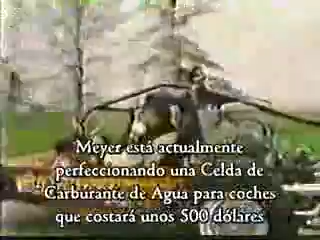 Meyer está actualmente
perfeccionando una Celda de
Carburante de Agua para coches
que costará unos 500 dólares